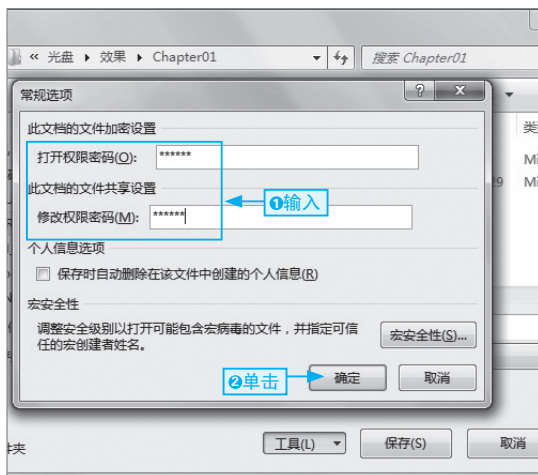 « 光盘 ▸ 效果 ▸ Chapter01
搜索 Chapter01
常规选项
此文档的文件加密设置
打开权限密码(O): ******
此文档的文件共享设置
修改权限密码(M): ******
❶输入
个人信息选项
保存时自动删除在该文件中创建的个人信息(R)
宏安全性
调整安全级别以打开可能包含宏病毒的文件，并指定可信
任的宏创建者姓名。
宏安全性(S)...
❷单击
确定
取消
类
Mi
29
Mi
件夹
工具(L)
保存(S)
取消